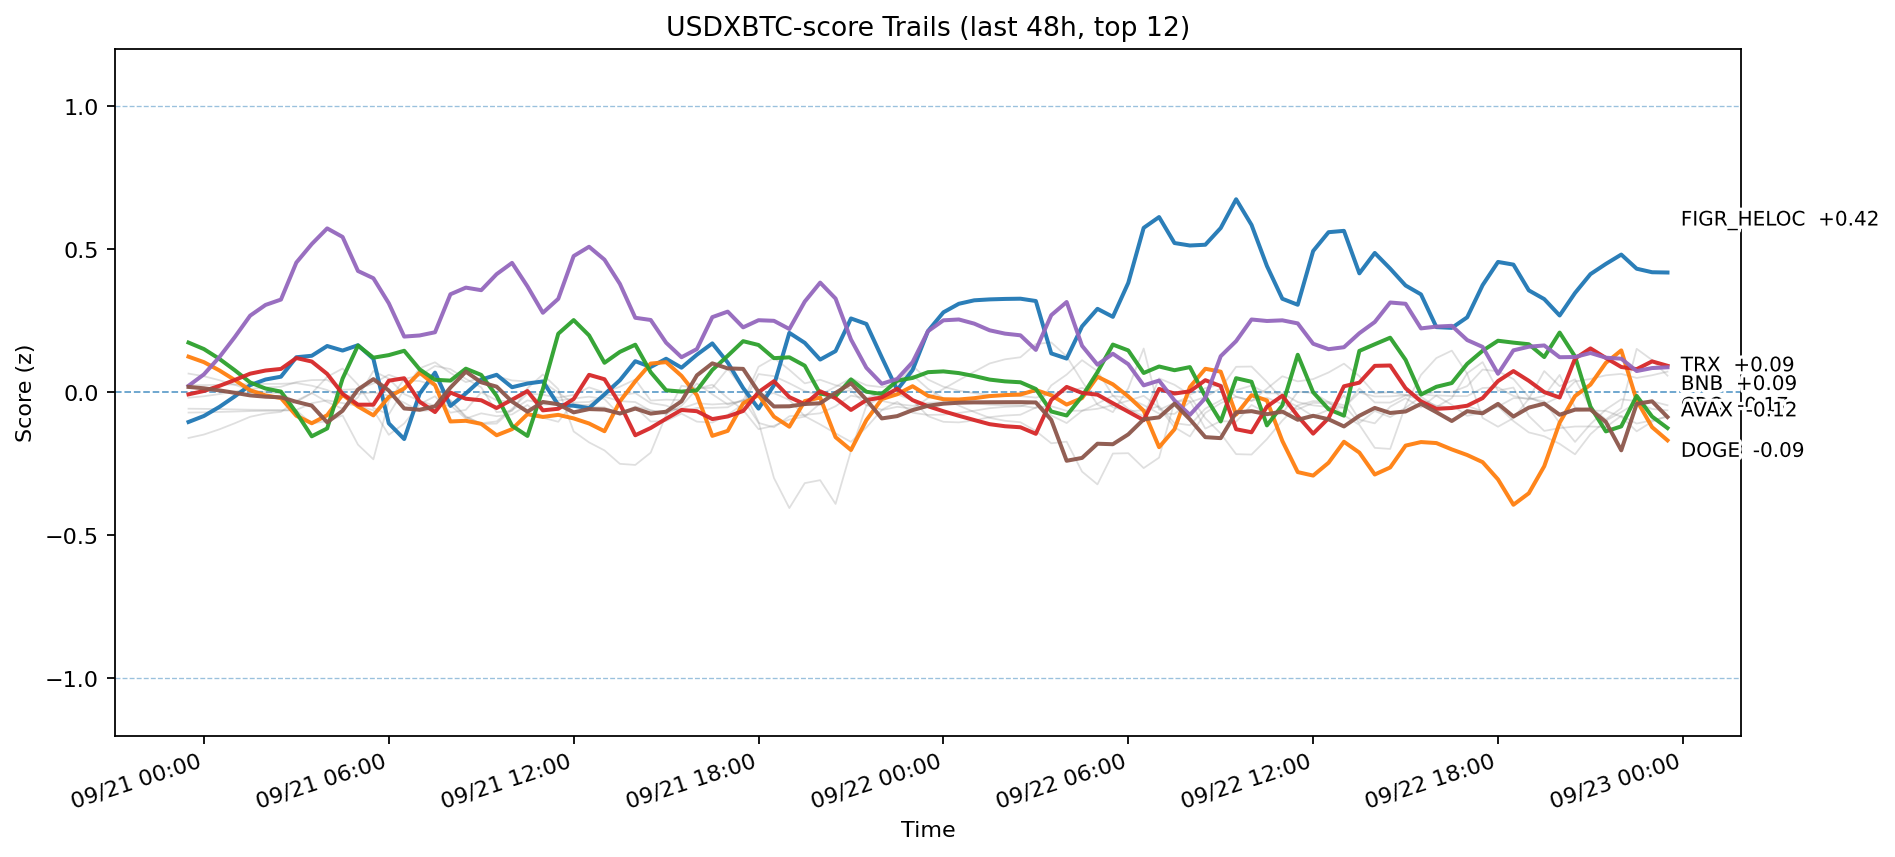 USDXBTC-score Trails (last 48h, top 12)
Score (z)
1.0
0.5
0.0
−0.5
−1.0
FIGR_HELOC +0.42
TRX +0.09
BNB +0.09
-0.17
AVAX -0.12
DOGE -0.09
09/21 00:00
09/21 06:00
09/21 12:00
09/21 18:00
09/22 00:00
09/22 06:00
09/22 12:00
09/22 18:00
09/23 00:00
Time